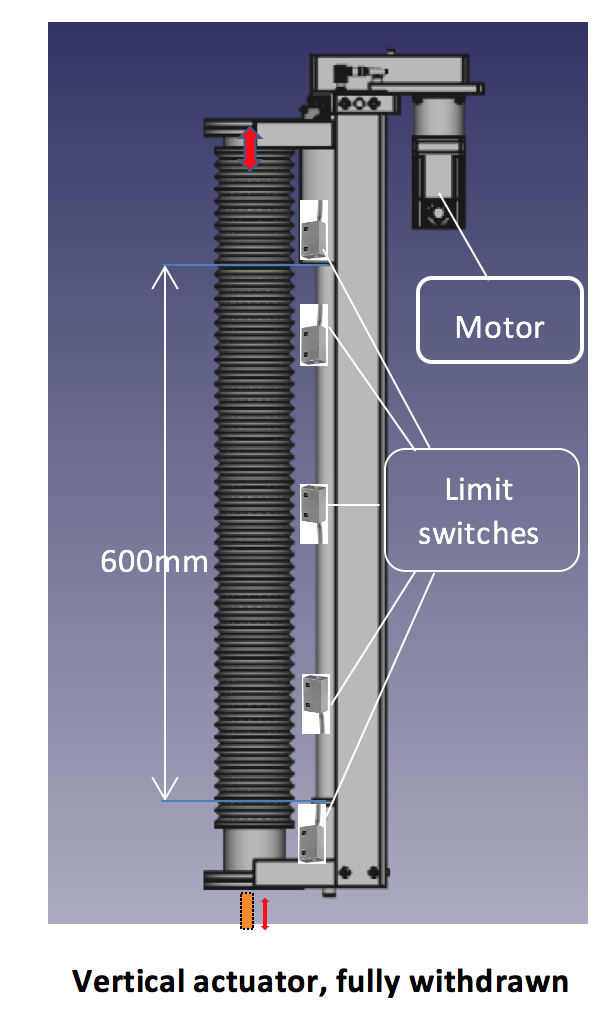 Motor
Limit
switches
600mm
Vertical actuator, fully withdrawn